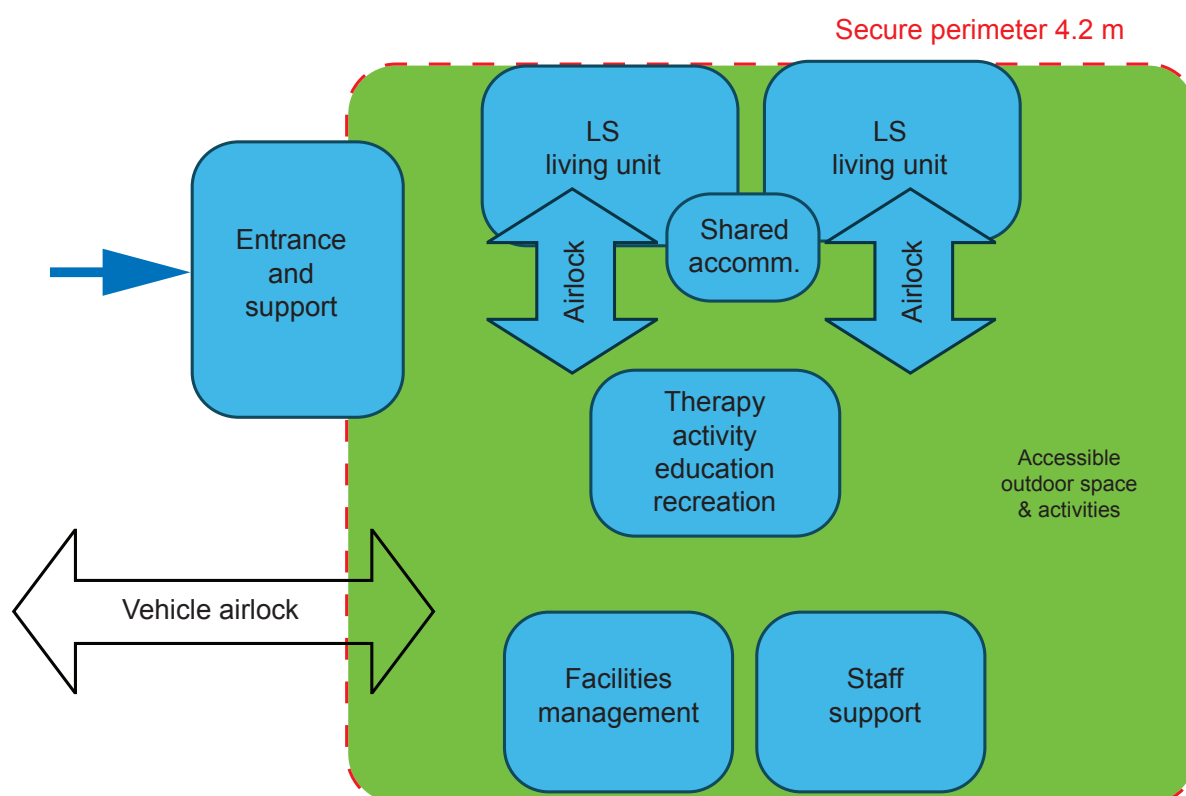 Secure perimeter 4.2 m
LS
living unit
LS
living unit
Entrance
and
support
Shared
accomm.
Airlock
Airlock
Therapy
activity
education
recreation
Accessible
outdoor space
& activities
Vehicle airlock
Facilities
management
Staff
support